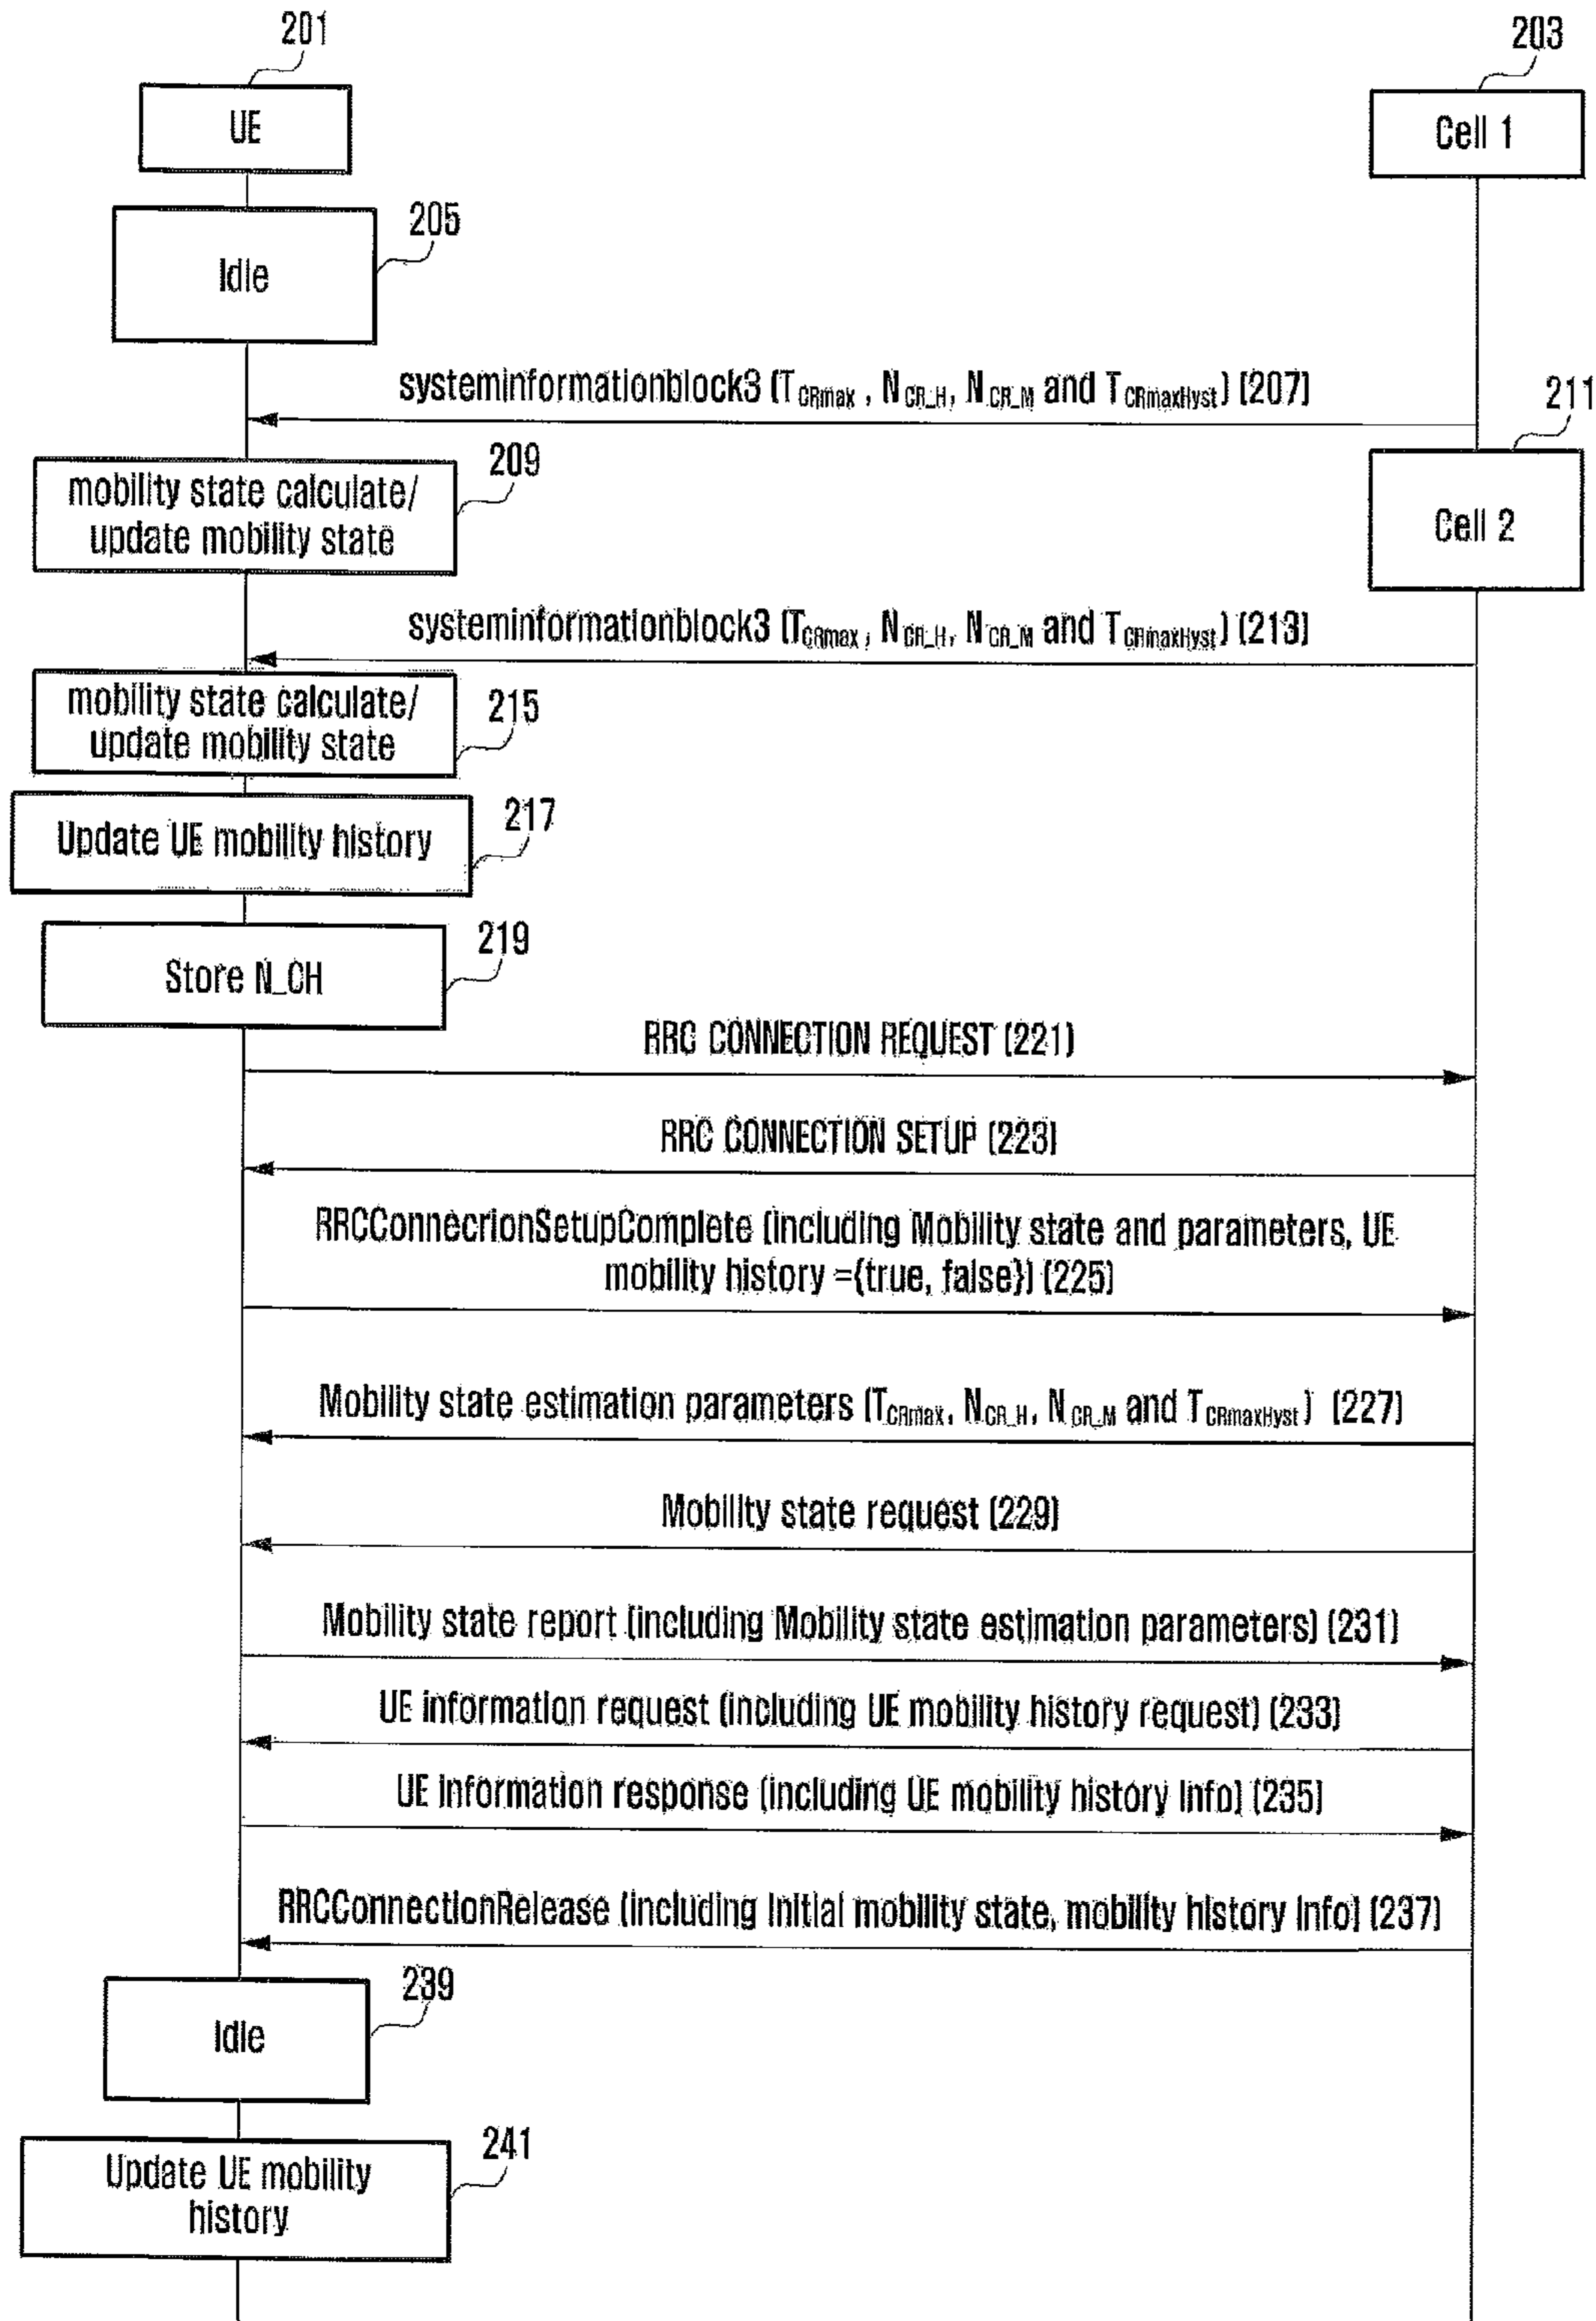 201
203
UE
Cell 1
205
Idle
systeminformationblock3 (TCRmax , NCR_H, NCR_M and TCRmaxHyst) (207)
211
209
mobility state calculate/
update mobility state
Cell 2
systeminformationblock3 (TCRmax, NCR_H, NCR_M and TCRmaxHyst) (213)
mobility state calculate/
update mobility state
215
217
Update UE mobility history
219
Store N_CH
RRC CONNECTION REQUEST (221)
RRC CONNECTION SETUP (223)
RRCConnecrionSetupComplete (including Mobility state and parameters, UE
mobility history ={true, false}) (225)
Mobility state estimation parameters (TCRmax, NCR_H, NCR_M and TCRmaxHyst) (227)
Mobility state request (229)
Mobility state report (including Mobility state estimation parameters) (231)
UE information request (including UE mobility history request) (233)
UE information response (including UE mobility history Info) (235)
RRCConnectionRelease (including Initial mobility state, mobility history Info) (237)
239
Idle
241
Update UE mobility
history